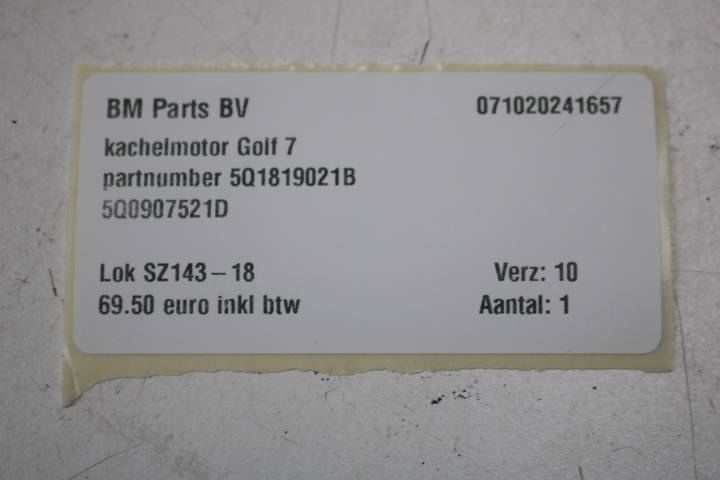 BM Parts BV 071020241657
kachelmotor Golf 7
partnumber 5Q1819021B
5Q0907521D
Lok SZ143-18 Verz: 10
69.50 euro inkl btw Aantal: 1